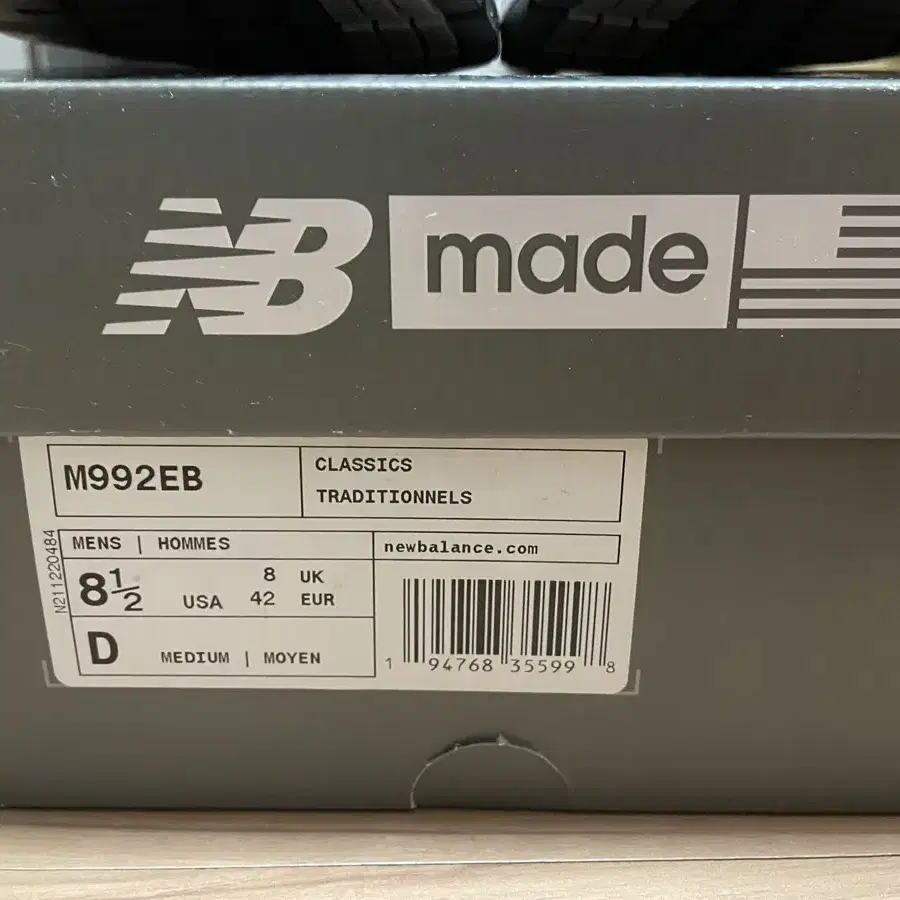 NB made
M992EB
CLASSICS
TRADITIONNELS
N211220484
MENS | HOMMES
newbalance.com
8½ USA
8 UK
42 EUR
D MEDIUM | MOYEN
1 94768 35599 8